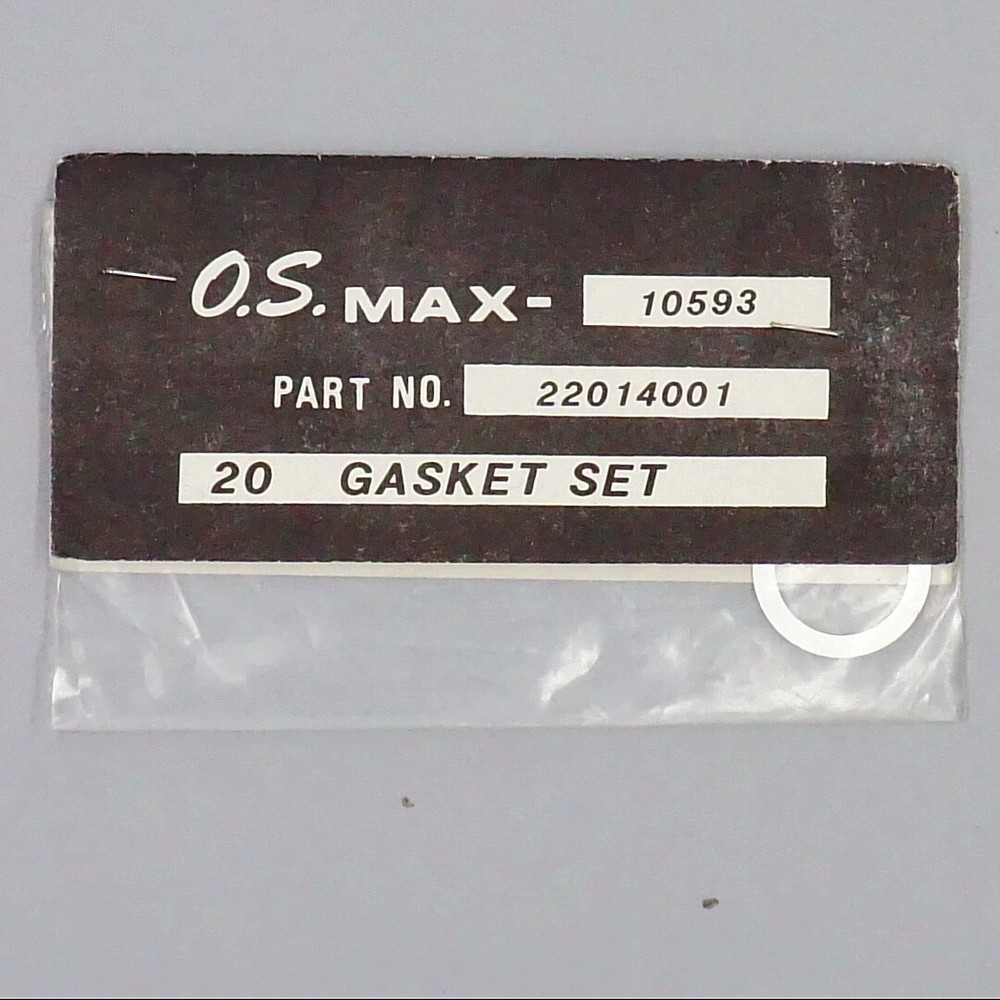 O.S. MAX- 10593
PART NO. 22014001
20 GASKET SET